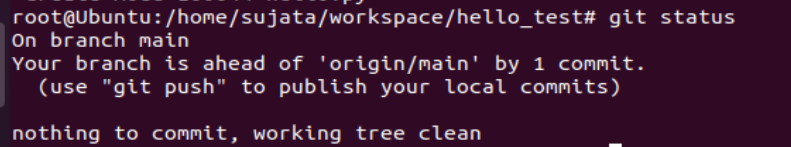 root@Ubuntu:/home/sujata/workspace/hello_test# git status
On branch main
Your branch is ahead of 'origin/main' by 1 commit.
  (use "git push" to publish your local commits)

nothing to commit, working tree clean